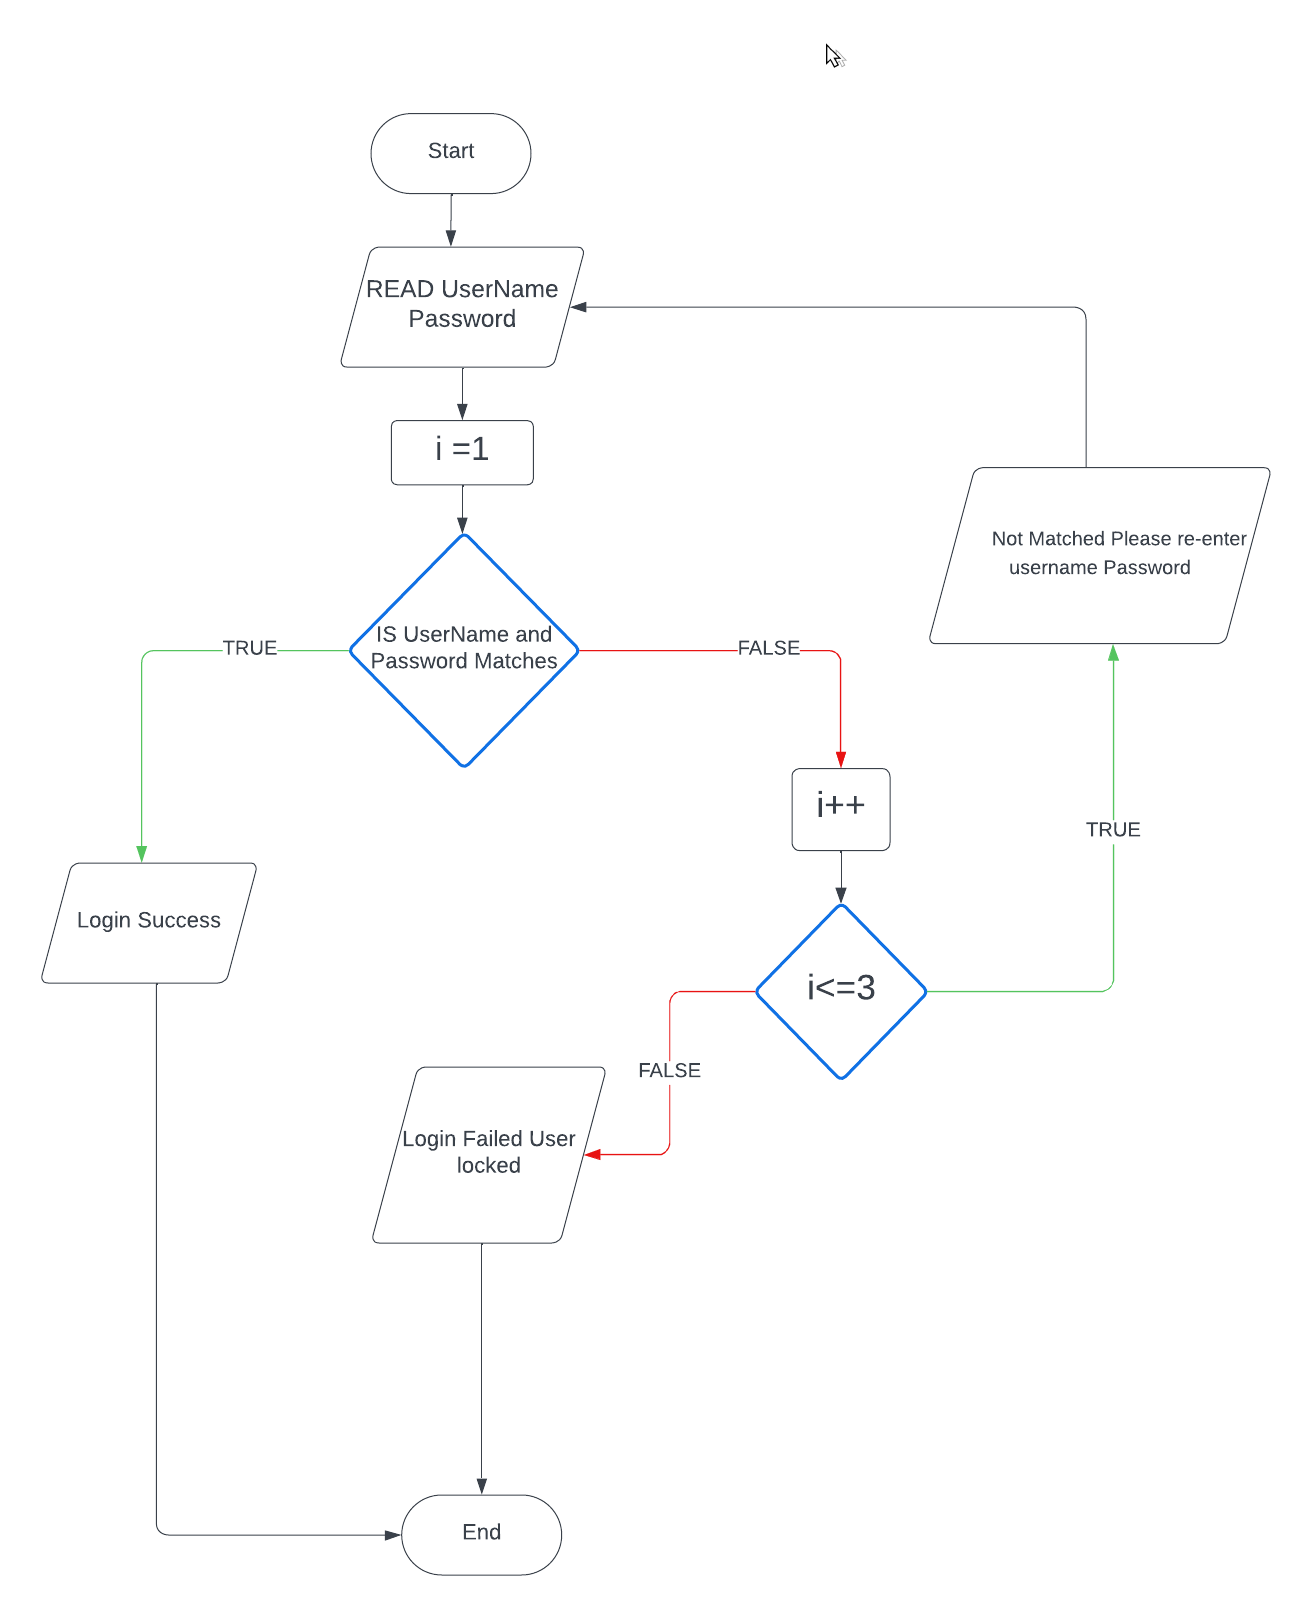 Start
READ UserName
Password
i =1
Not Matched Please re-enter
username Password
IS UserName and
Password Matches
TRUE
FALSE
i++
TRUE
Login Success
i<=3
FALSE
Login Failed User
locked
End